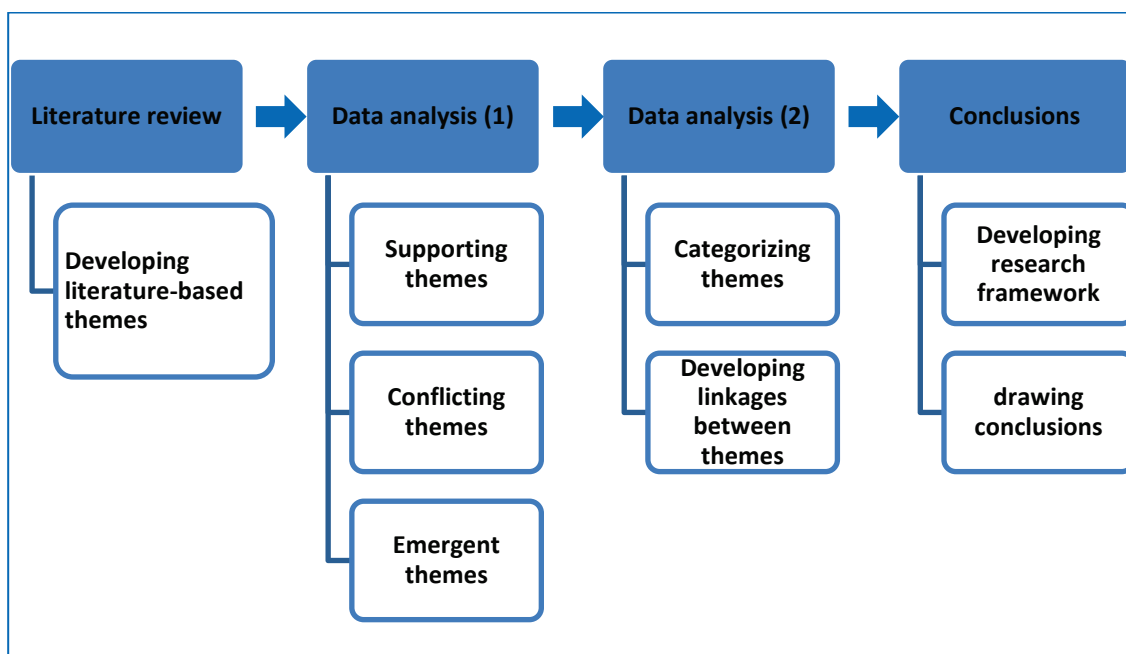 Literature review
Data analysis (1)
Data analysis (2)
Conclusions
Developing
literature-based
themes
Supporting
themes
Conflicting
themes
Emergent
themes
Categorizing
themes
Developing
linkages
between
themes
Developing
research
framework
drawing
conclusions